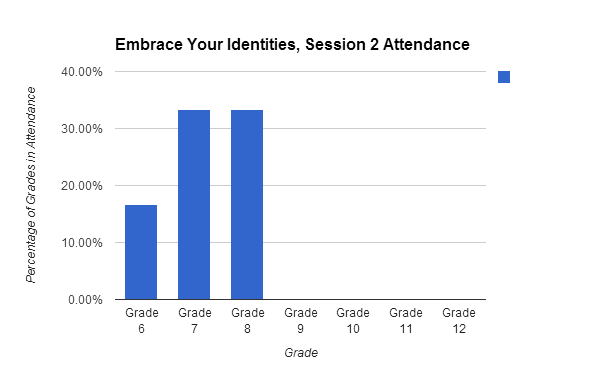 Embrace Your Identities, Session 2 Attendance
Percentage of Grades in Attendance
40.00%
30.00%
20.00%
10.00%
0.00%
Grade 6
Grade 7
Grade 8
Grade 9
Grade 10
Grade 11
Grade 12
Grade